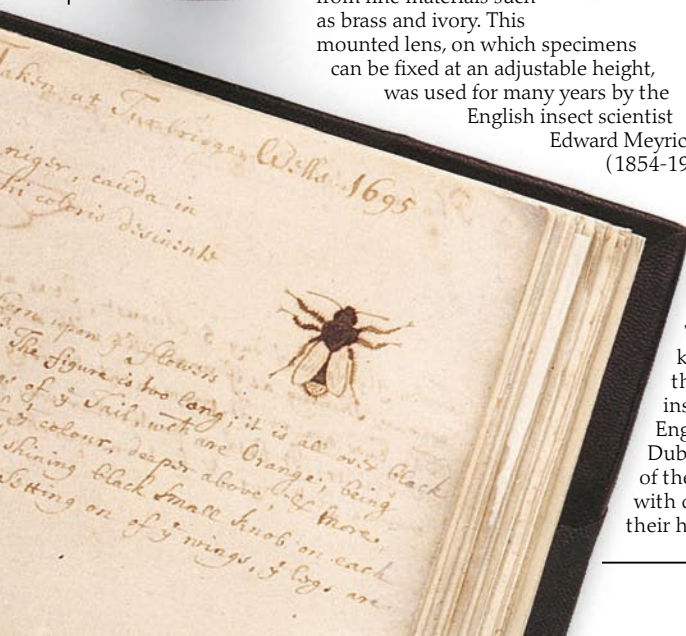 from fine materials such
as brass and ivory. This
mounted lens, on which specimens
can be fixed at an adjustable height,
was used for many years by the
English insect scientist
Edward Meyric
(1854-19
Taken at Tunbridge Wells. 1695
niger, cauda in
coloris desinente
upon yͤ flowers
The figure is too long; it is all over black
of yͤ Tail, wᶜʰ are Orange; being
colour, deeper above,
shining black small knob on each
setting on of yͤ wings, yͤ legs are
k
th
ins
Eng
Dub
of the
with
their h